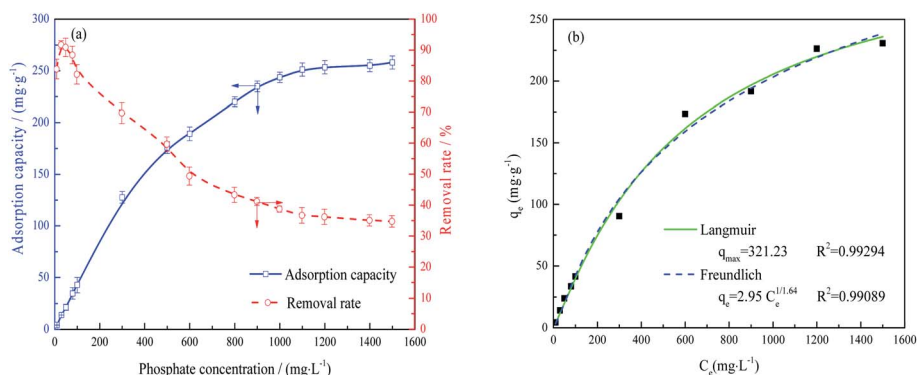 (a)
300
250
200
150
100
50
0
Adsorption capacity / (mg·g-1)
100
90
80
70
60
50
40
30
20
10
0
Removal rate / %
Adsorption capacity
Removal rate
0 200 400 600 800 1000 1200 1400 1600
Phosphate concentration / (mg·L-1)
(b)
250
200
150
100
50
0
qe (mg·g-1)
Langmuir
qmax=321.23 R2=0.99294
Freundlich
qe=2.95 Ce1/1.64 R2=0.99089
0 200 400 600 800 1000 1200 1400 1600
Ce(mg·L-1)